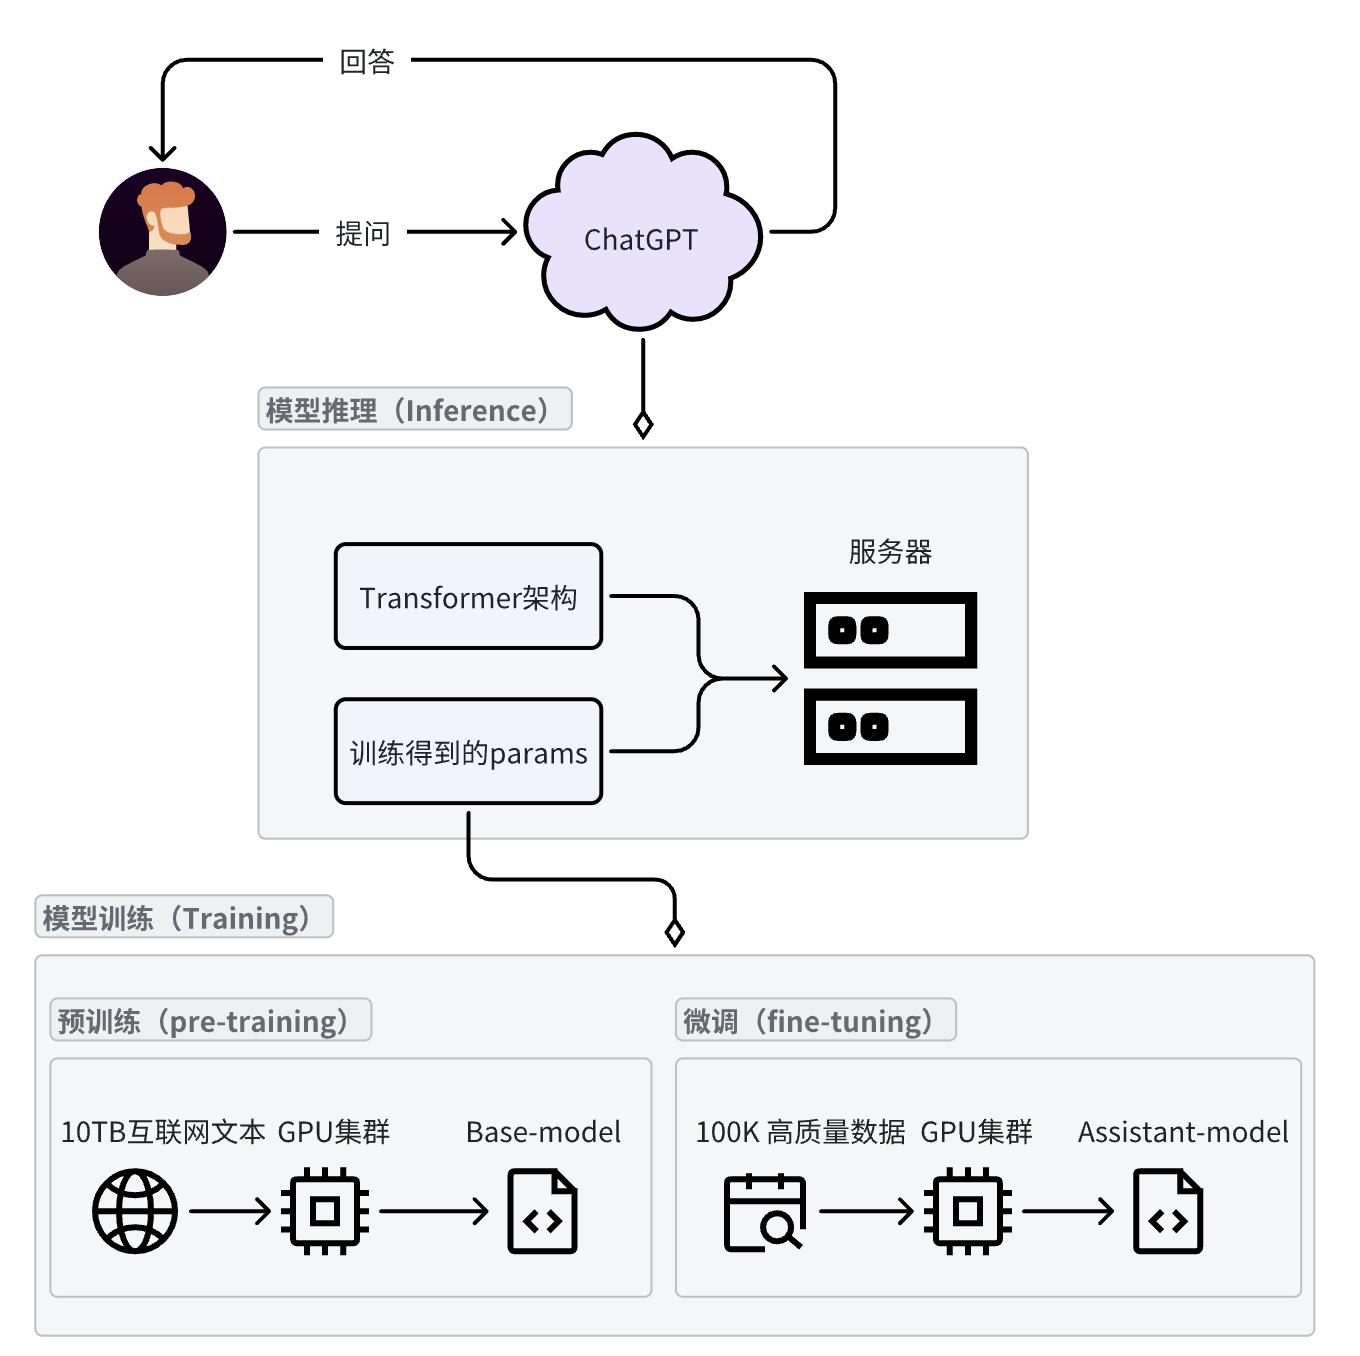 回答
提问
ChatGPT
模型推理（Inference）
服务器
Transformer架构
训练得到的params
模型训练（Training）
预训练（pre-training）
微调（fine-tuning）
10TB互联网文本
GPU集群
Base-model
100K 高质量数据
GPU集群
Assistant-model